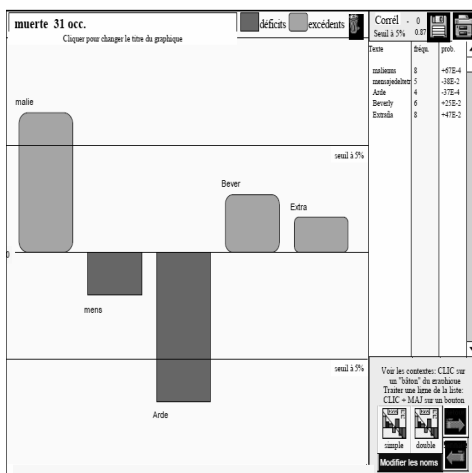 muerte 31 occ.
Cliquer pour changer le titre du graphique
déficits
excédents
Corrél - 0
Seuil à 5% 0.87
Texte fréqu. prob.
8 +67E-4
5 -38E-2
Arde 4 -37E-4
Beverly 6 +25E-2
Extraña 8 +47E-2
malie
seuil à 5%
Bever
Extra
0
mens
seuil à 5%
Arde
Voir les contextes: CLIC sur
un "bâton" du graphique
Traiter une ligne de la liste:
CLIC + MAJ sur un bouton
simple double
Modifier les noms